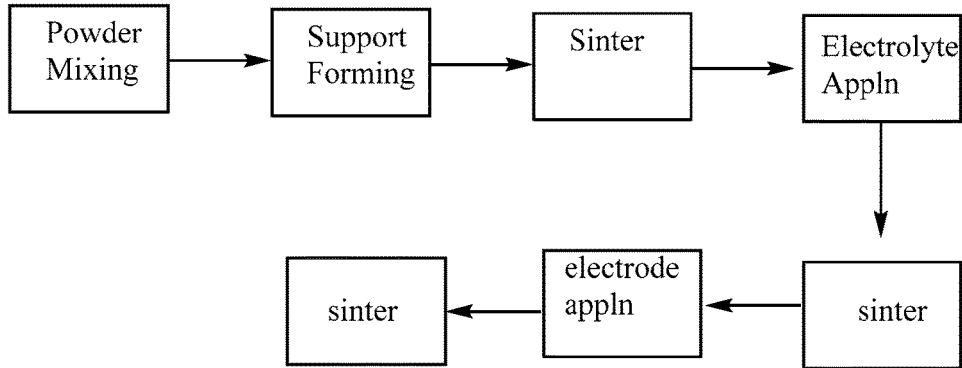 Powder
Mixing
Support
Forming
Sinter
Electrolyte
Appln
sinter
electrode
appln
sinter